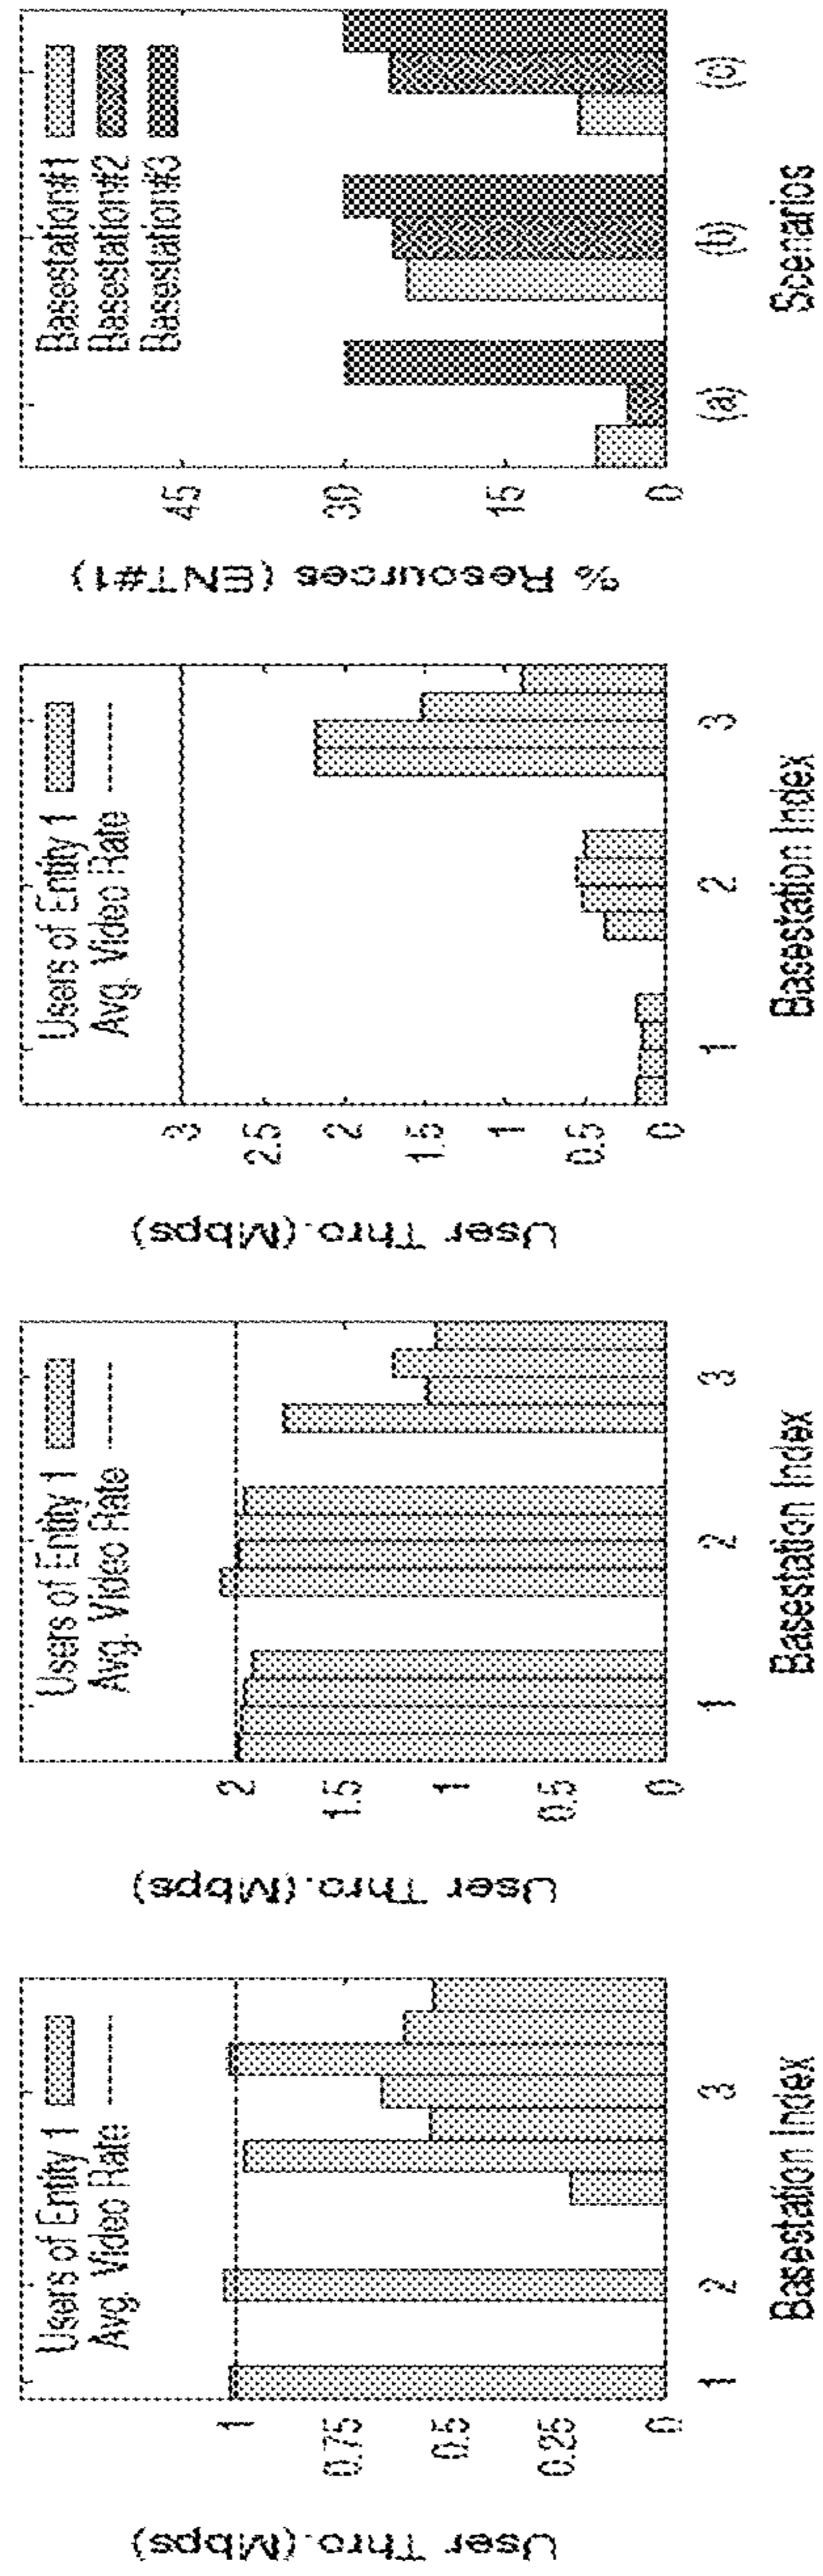 User Thro.(Mbps)
1
0.75
0.5
0.25
0
Users of Entity 1
Avg. Video Rate
1
2
3
Basestation Index
User Thro.(Mbps)
2
1.5
1
0.5
0
Users of Entity 1
Avg. Video Rate
1
2
3
Basestation Index
User Thro.(Mbps)
3
2.5
2
1.5
1
0.5
0
Users of Entity 1
Avg. Video Rate
1
2
3
Basestation Index
% Resources (ENT#1)
45
30
15
0
Basestation#1
Basestation#2
Basestation#3
(a)
(b)
(c)
Scenarios